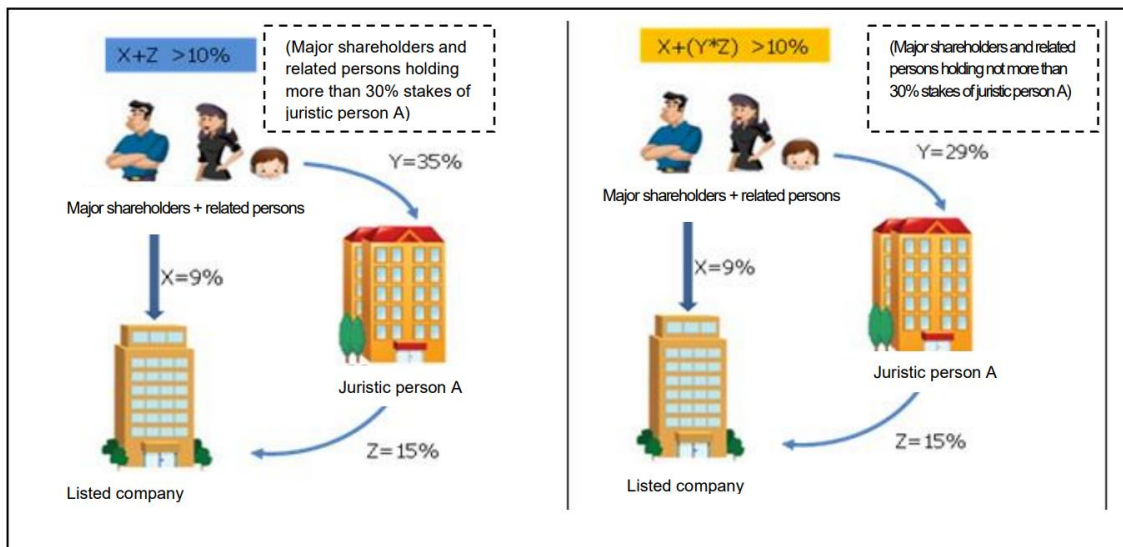 X+Z >10%
(Major shareholders and
related persons holding
more than 30% stakes of
juristic person A)
Y=35%
Major shareholders + related persons
X=9%
Juristic person A
Z=15%
Listed company
X+(Y*Z) >10%
(Major shareholders and related
persons holding not more than
30% stakes of juristic person A)
Y=29%
Major shareholders + related persons
X=9%
Juristic person A
Z=15%
Listed company